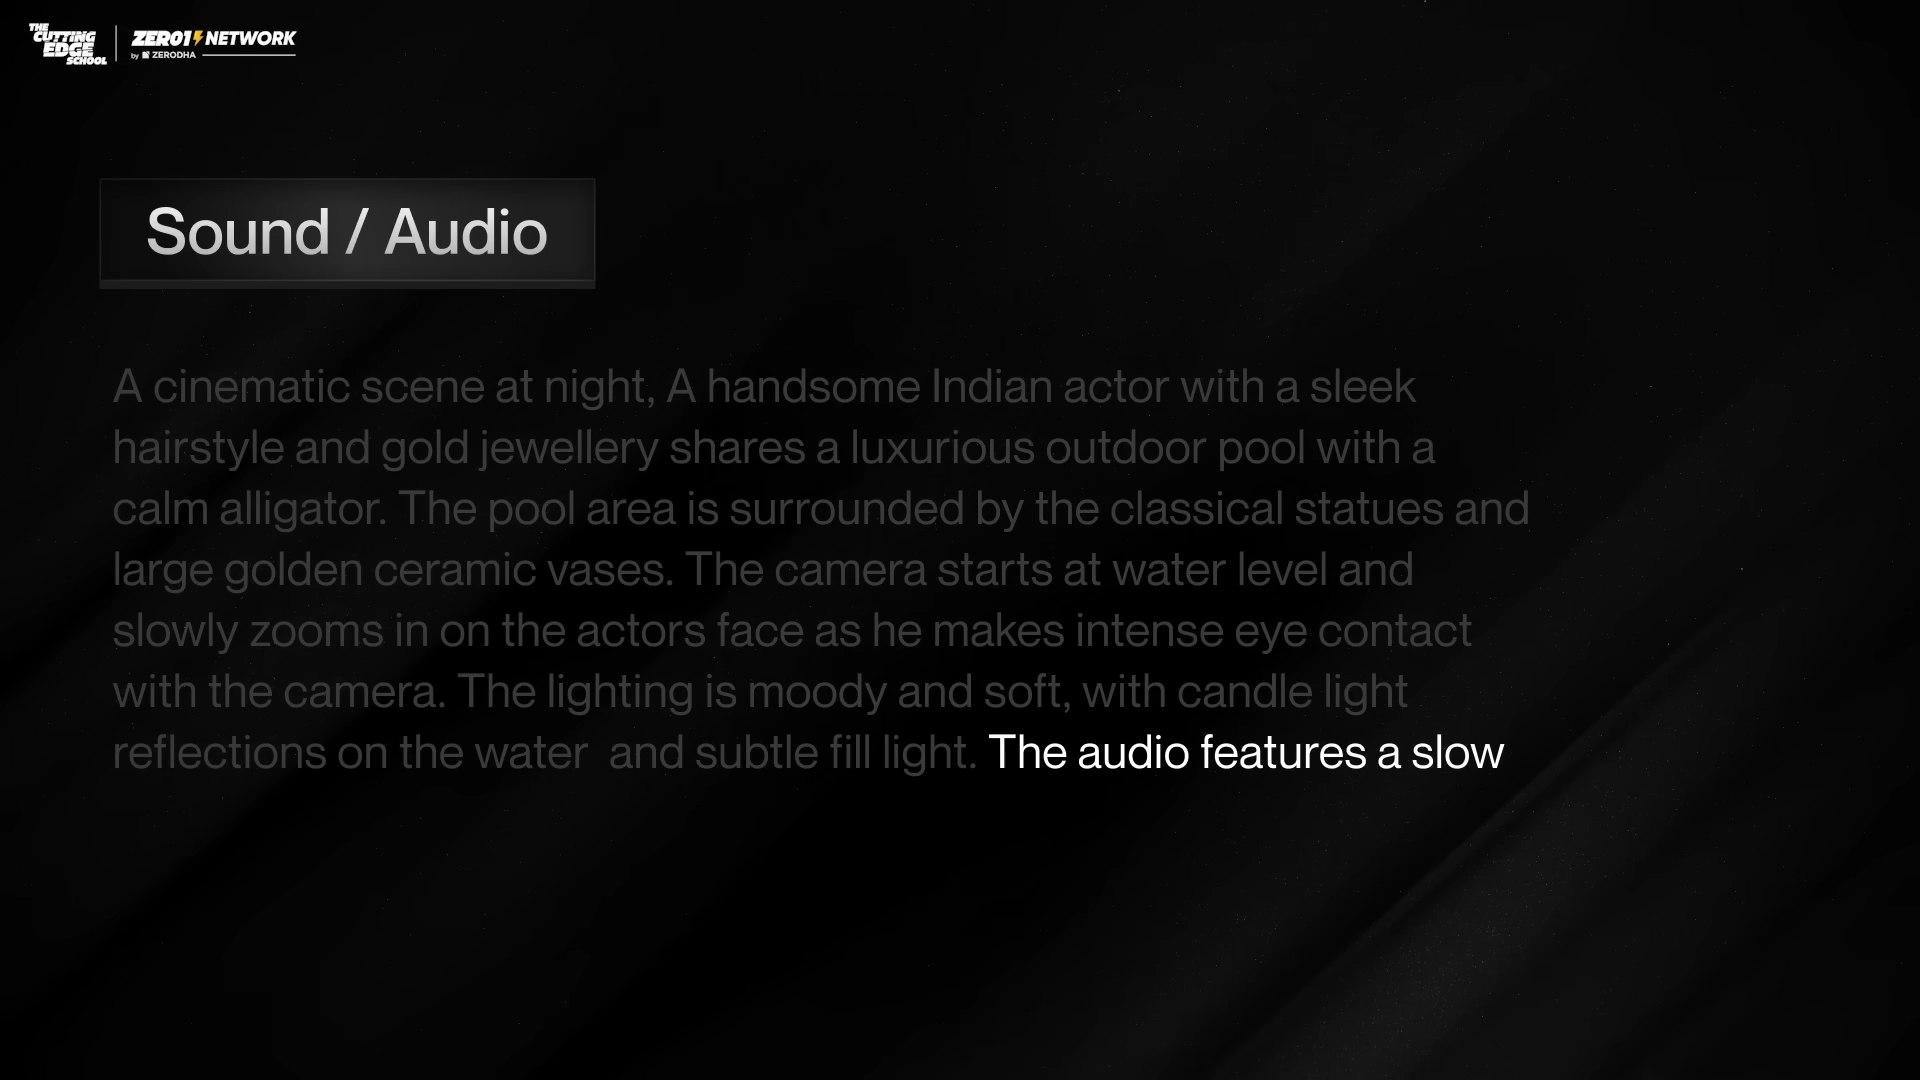 THE CUTTING EDGE SCHOOL
ZERO1 NETWORK
by ZERODHA
Sound / Audio
A cinematic scene at night, A handsome Indian actor with a sleek
hairstyle and gold jewellery shares a luxurious outdoor pool with a
calm alligator. The pool area is surrounded by the classical statues and
large golden ceramic vases. The camera starts at water level and
slowly zooms in on the actors face as he makes intense eye contact
with the camera. The lighting is moody and soft, with candle light
reflections on the water  and subtle fill light. The audio features a slow